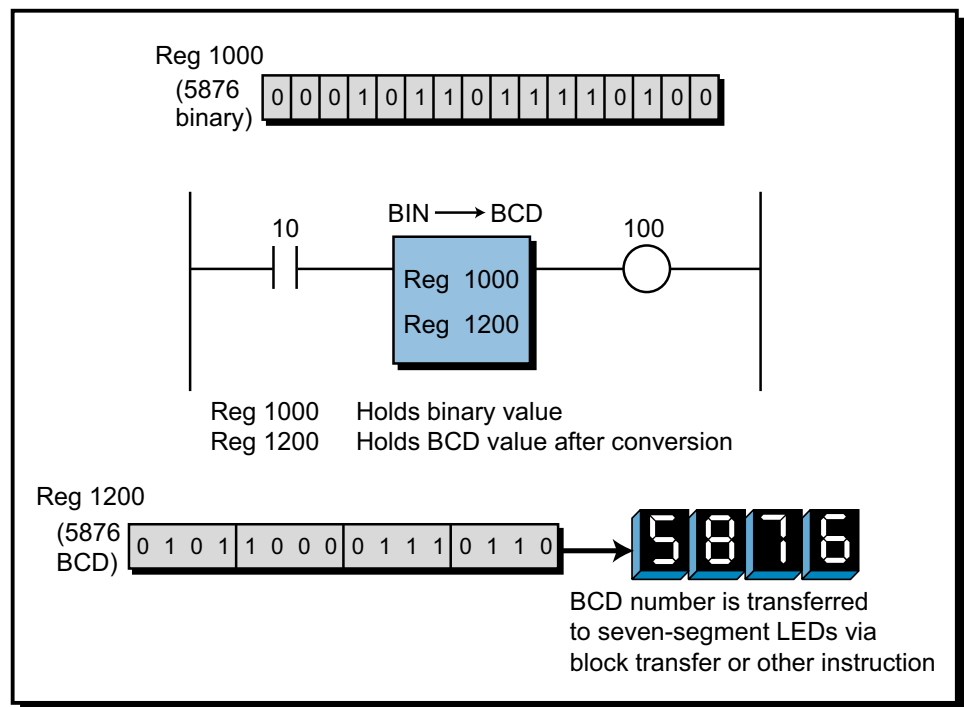 Reg 1000
(5876
binary)
0 0 0 1 0 1 1 0 1 1 1 1 0 1 0 0
BIN → BCD
10
100
Reg 1000
Reg 1200
Reg 1000 Holds binary value
Reg 1200 Holds BCD value after conversion
Reg 1200
(5876
BCD)
0 1 0 1 1 0 0 0 0 1 1 1 0 1 1 0
5876
BCD number is transferred
to seven-segment LEDs via
block transfer or other instruction